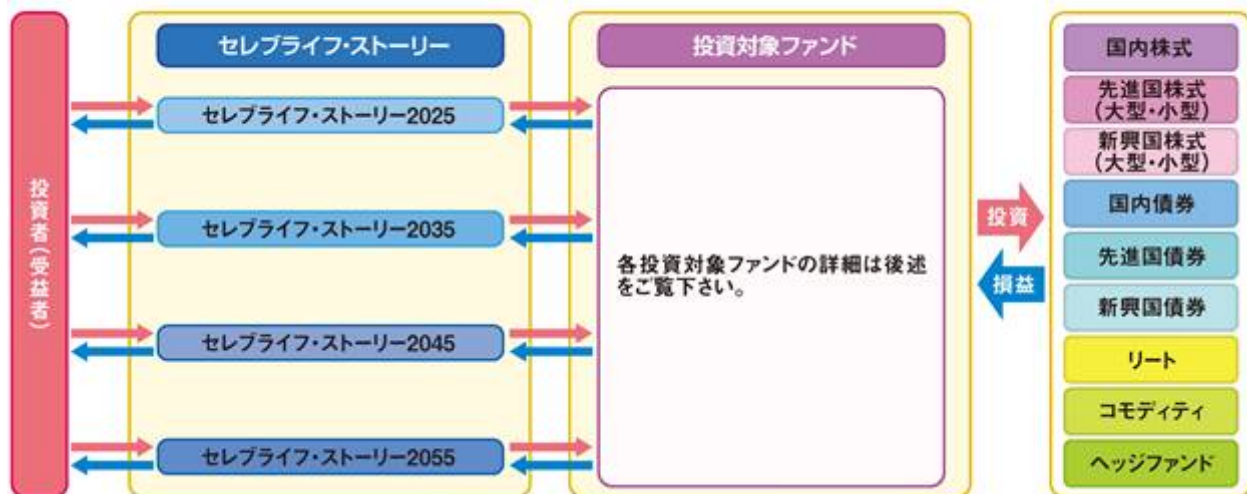 投資者(受益者)
セレブライフ・ストーリー
セレブライフ・ストーリー2025
セレブライフ・ストーリー2035
セレブライフ・ストーリー2045
セレブライフ・ストーリー2055
投資対象ファンド
各投資対象ファンドの詳細は後述
をご覧下さい。
投資
損益
国内株式
先進国株式
(大型・小型)
新興国株式
(大型・小型)
国内債券
先進国債券
新興国債券
リート
コモディティ
ヘッジファンド